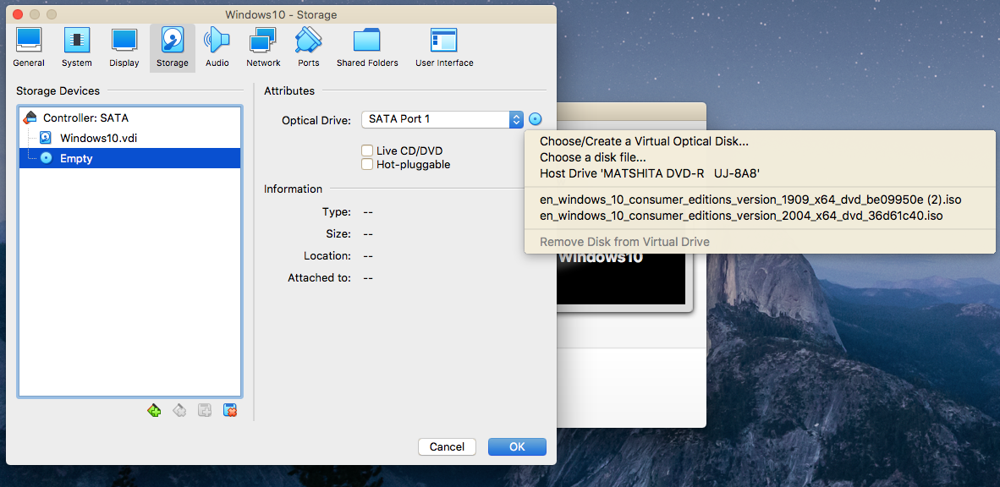 Windows10 - Storage
General
System
Display
Storage
Audio
Network
Ports
Shared Folders
User Interface
Storage Devices
Controller: SATA
Windows10.vdi
Empty
Attributes
Optical Drive: SATA Port 1
Live CD/DVD
Hot-pluggable
Information
Type: --
Size: --
Location: --
Attached to: --
Cancel
OK
Choose/Create a Virtual Optical Disk...
Choose a disk file...
Host Drive 'MATSHITA DVD-R   UJ-8A8'
en_windows_10_consumer_editions_version_1909_x64_dvd_be09950e (2).iso
en_windows_10_consumer_editions_version_2004_x64_dvd_36d61c40.iso
Remove Disk from Virtual Drive
Windows10